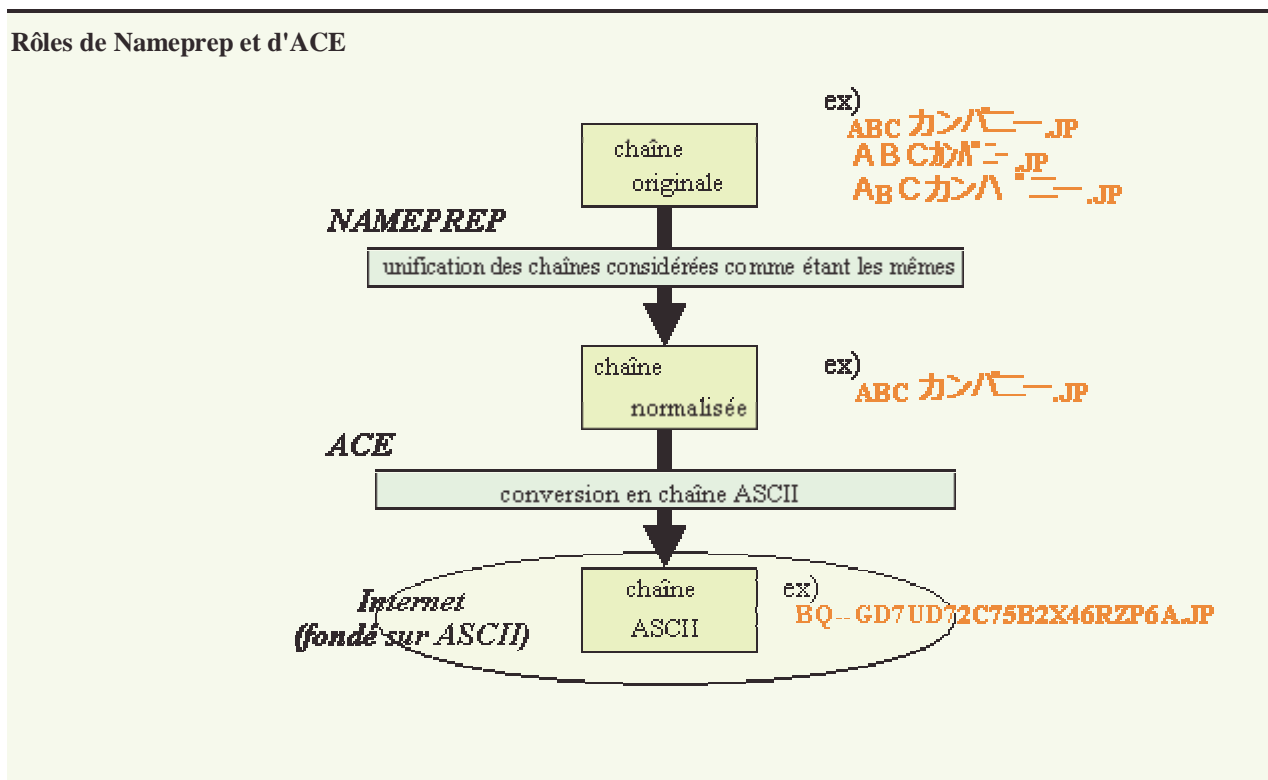 Rôles de Nameprep et d'ACE
ex)
ABC カンパニー.JP
chaîne
originale
ＡＢＣｶﾝﾊﾟﾆｰ.JP
ABCカンハ゜ニー.JP
NAMEPREP
unification des chaînes considérées comme étant les mêmes
chaîne
normalisée
ex)
ABC カンパニー.JP
ACE
conversion en chaîne ASCII
Internet
(fondé sur ASCII)
chaîne
ASCII
ex)
BQ--GD7UD72C75B2X46RZP6A.JP